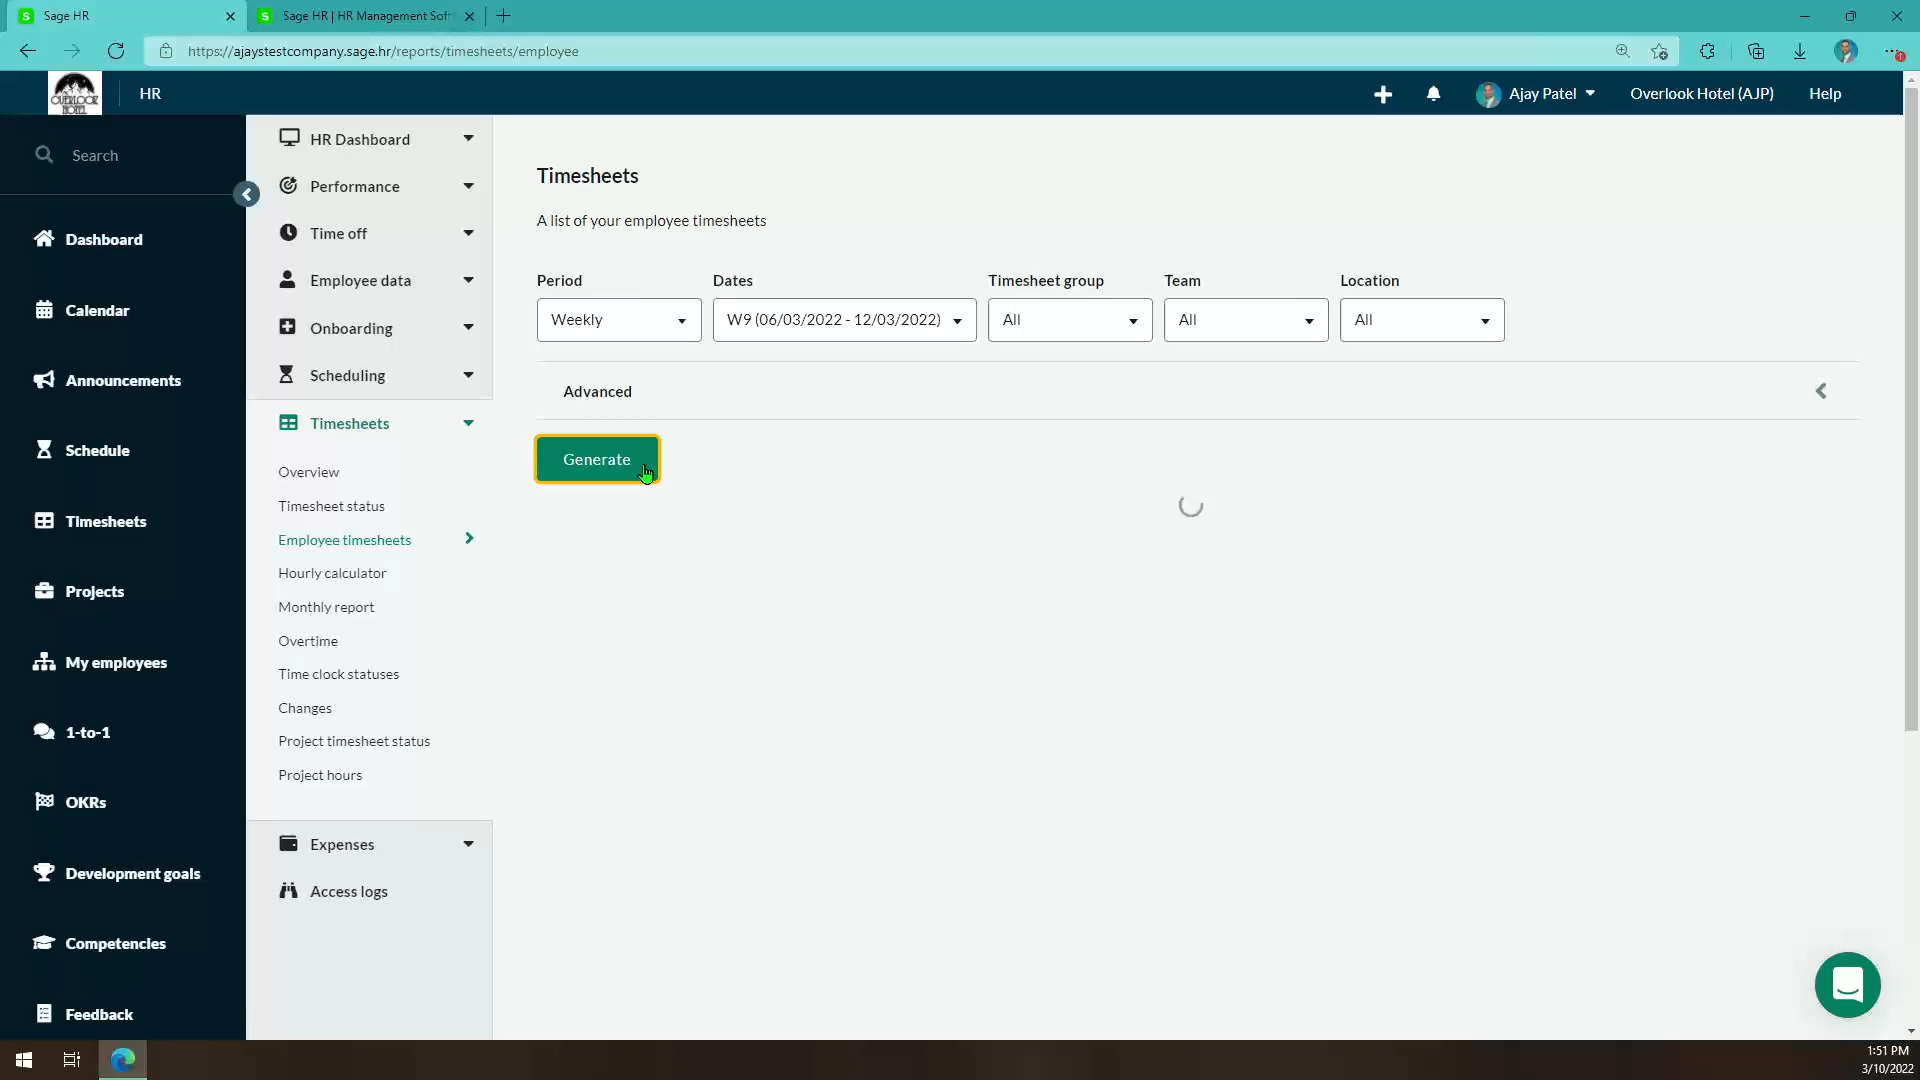 Sage HR
Sage HR | HR Management Soft
https://ajaystestcompany.sage.hr/reports/timesheets/employee
1
OVERLOOK
HOTEL
HR
Ajay Patel
Overlook Hotel (AJP)
Help
Search
Dashboard
Calendar
Announcements
Schedule
Timesheets
Projects
My employees
1-to-1
OKRs
Development goals
Competencies
Feedback
HR Dashboard
Performance
Time off
Employee data
Onboarding
Scheduling
Timesheets
Overview
Timesheet status
Employee timesheets
Hourly calculator
Monthly report
Overtime
Time clock statuses
Changes
Project timesheet status
Project hours
Expenses
Access logs
Timesheets
A list of your employee timesheets
Period Dates Timesheet group Team Location
Weekly W9 (06/03/2022 - 12/03/2022) All All All
Advanced
Generate
1:51 PM
3/10/2022